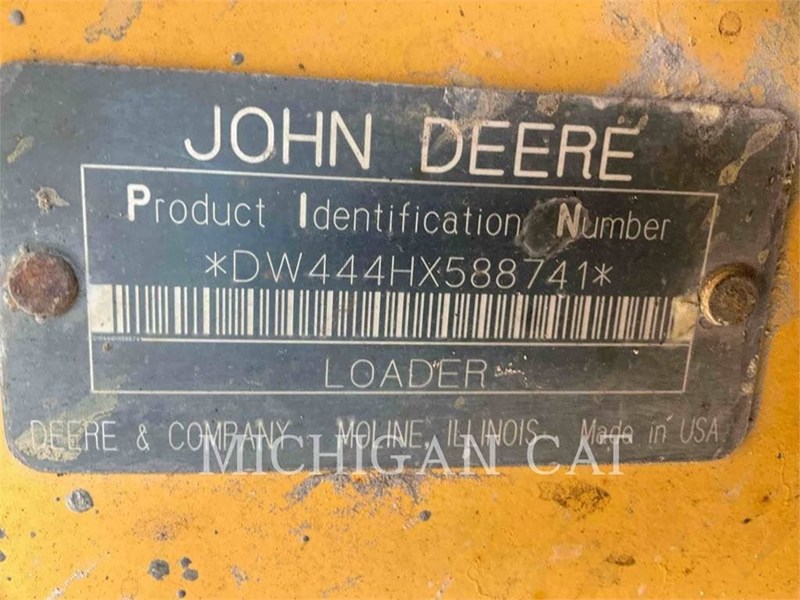 JOHN DEERE
Product Identification Number
*DW444HX588741*
LOADER
DEERE & COMPANY MOLINE, ILLINOIS Made in USA
MICHIGAN CAT